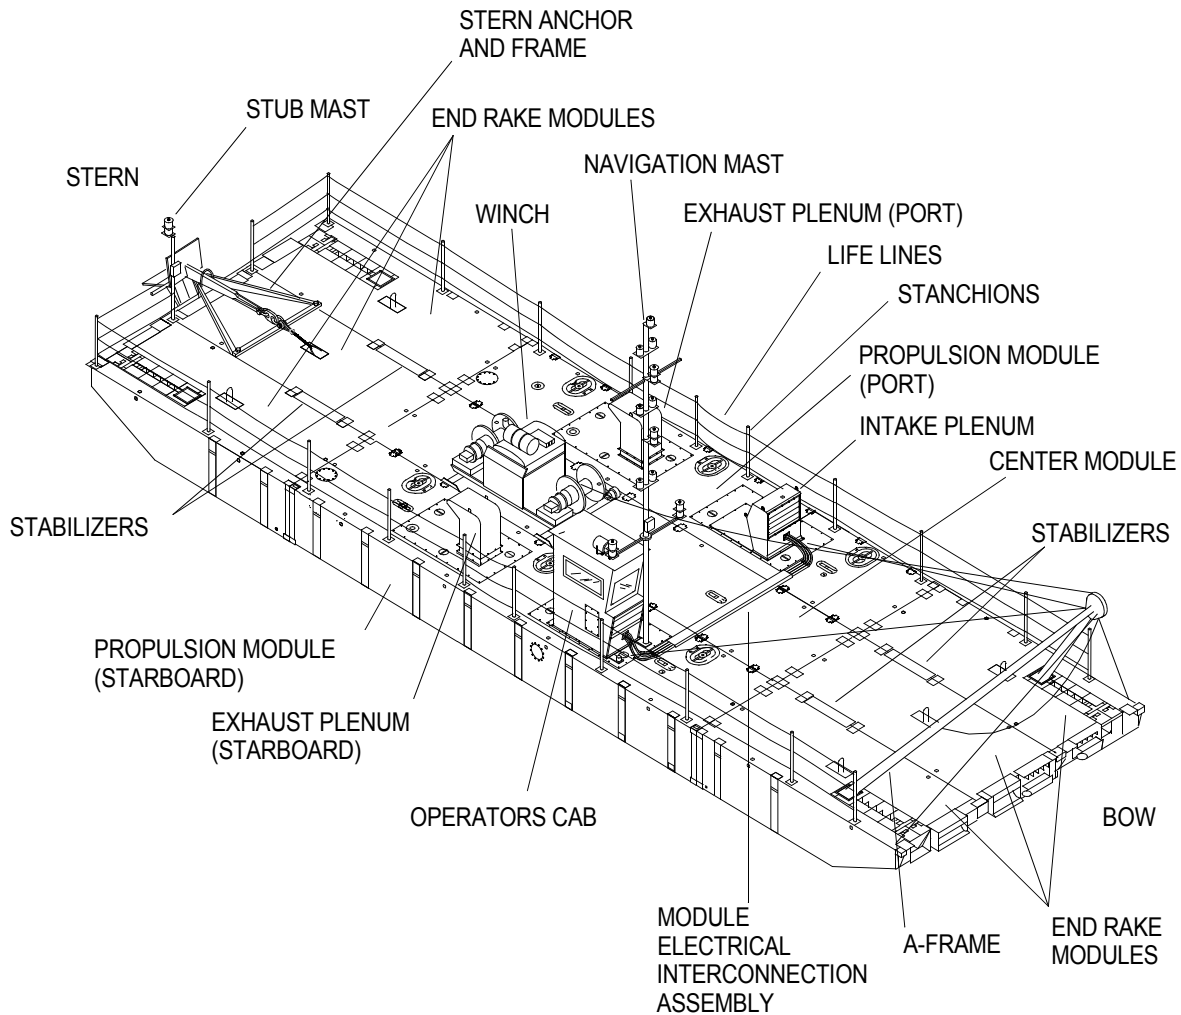 STERN ANCHOR
AND FRAME
STUB MAST
END RAKE MODULES
NAVIGATION MAST
STERN
WINCH
EXHAUST PLENUM (PORT)
LIFE LINES
STANCHIONS
PROPULSION MODULE
(PORT)
INTAKE PLENUM
CENTER MODULE
STABILIZERS
STABILIZERS
PROPULSION MODULE
(STARBOARD)
EXHAUST PLENUM
(STARBOARD)
OPERATORS CAB
BOW
MODULE
ELECTRICAL
INTERCONNECTION
ASSEMBLY
A-FRAME
END RAKE
MODULES